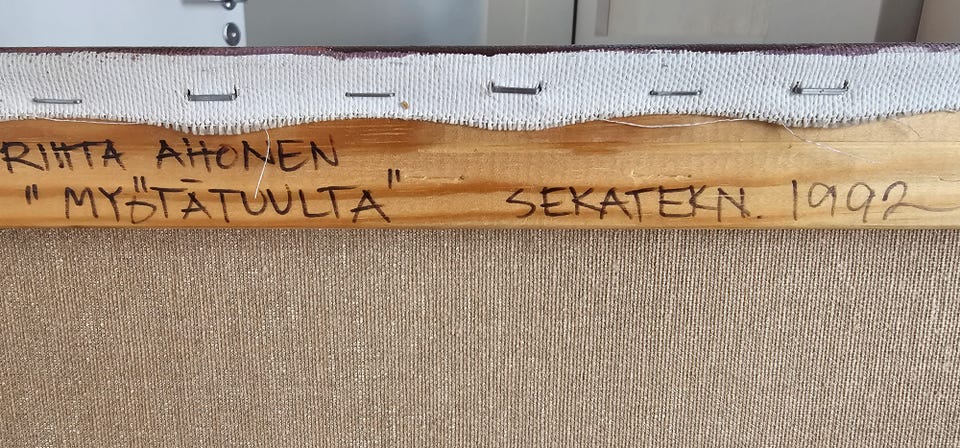 RIITTA AHONEN
"MYÖTÄTUULTA" SEKATEKN. 1992